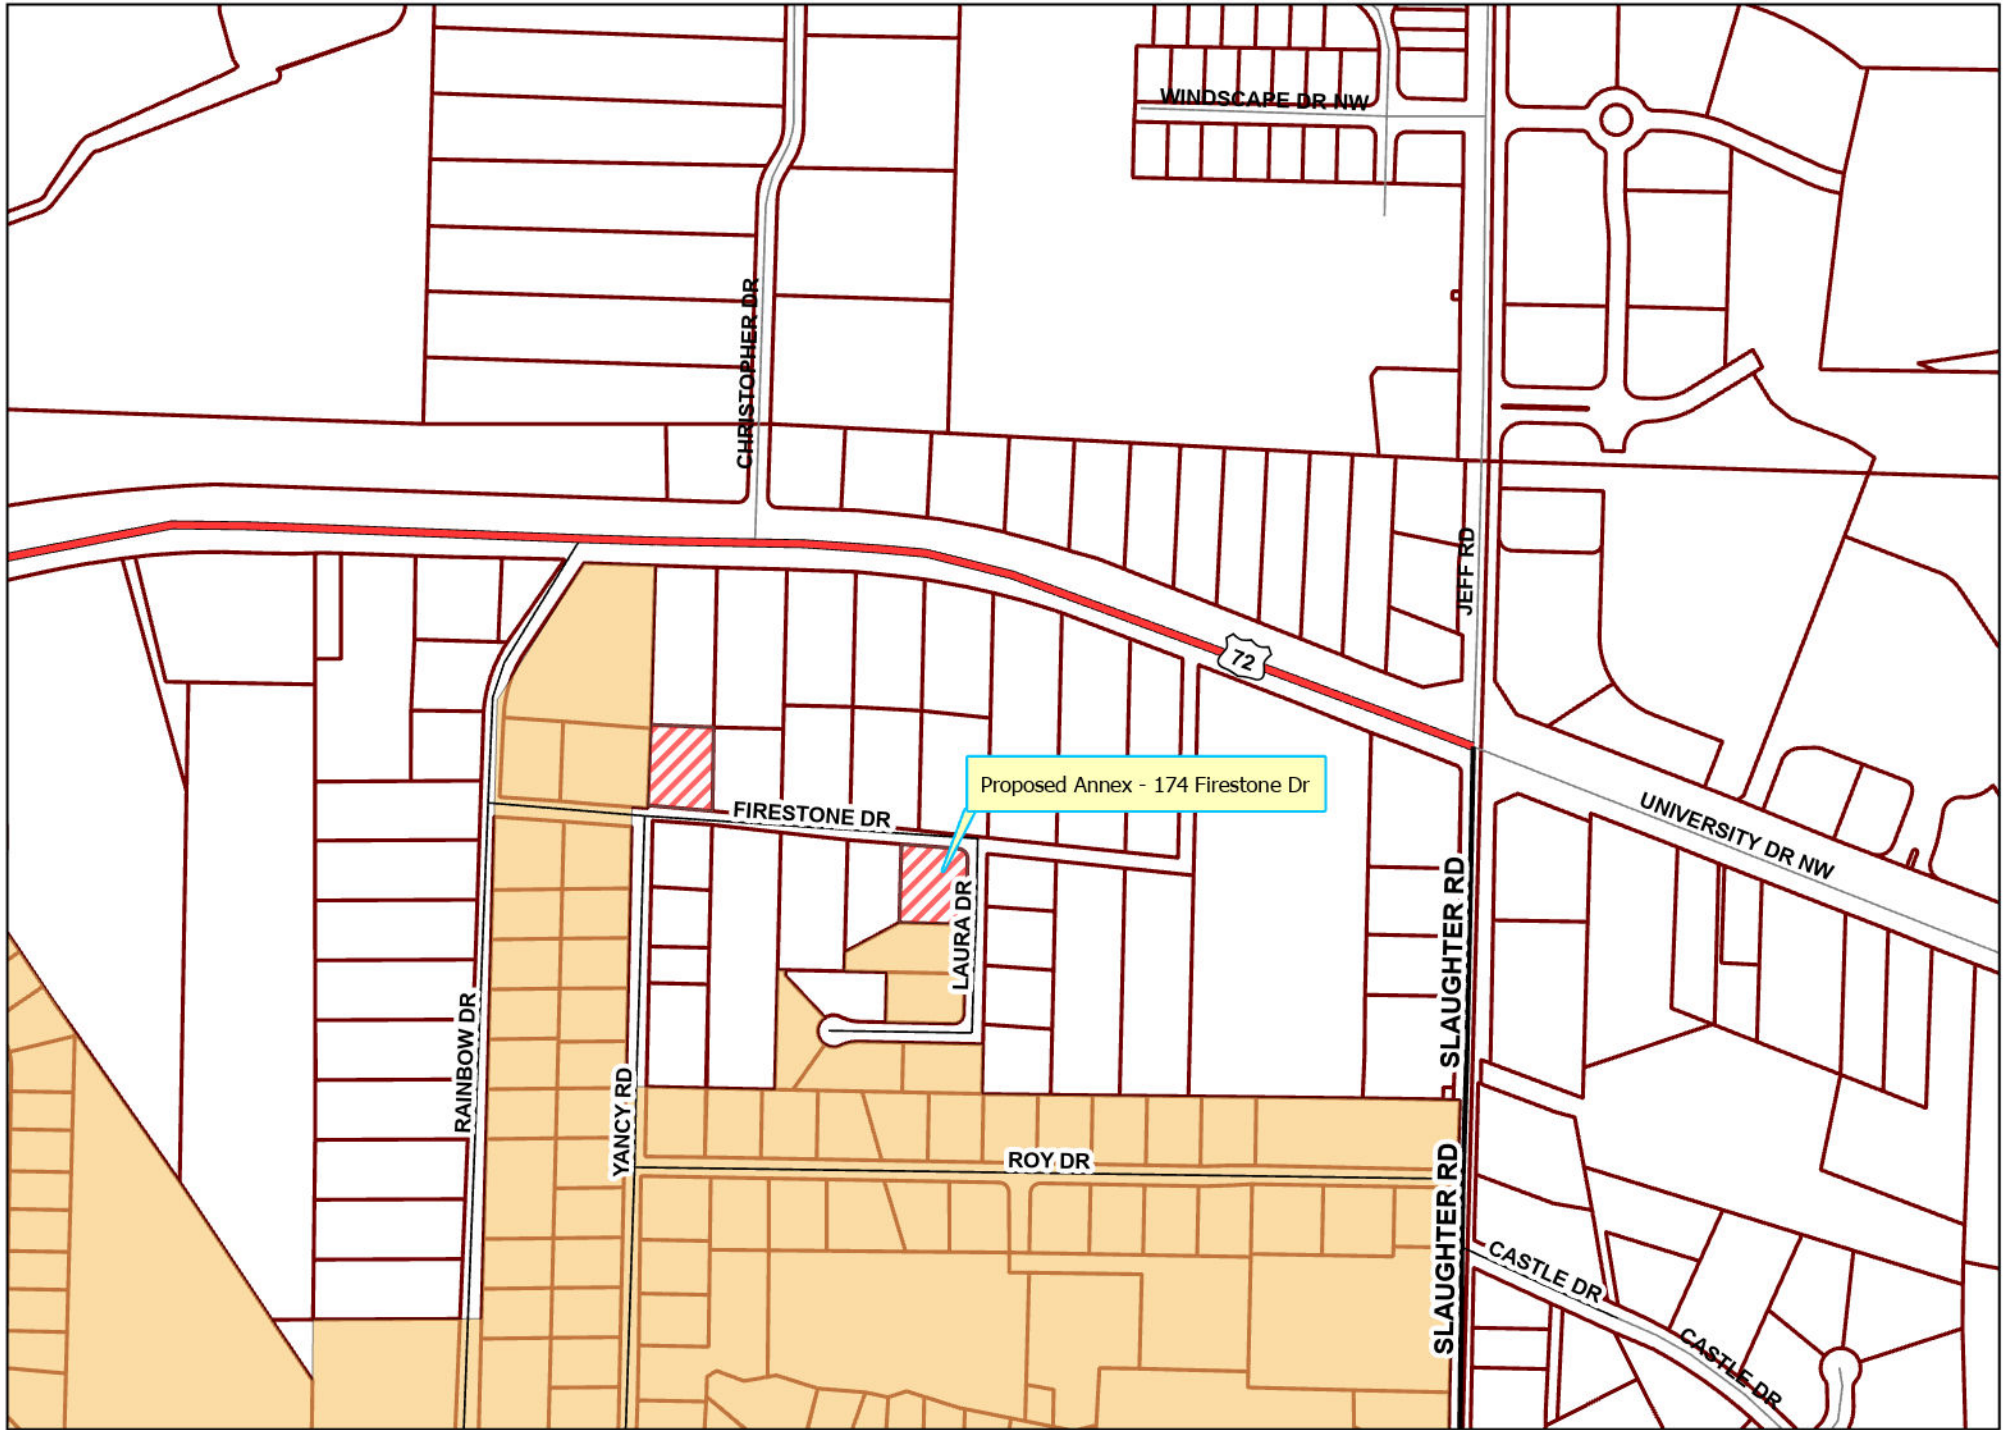 WINDSCAPE DR NW
CHRISTOPHER DR
JEFF RD
72
Proposed Annex - 174 Firestone Dr
FIRESTONE DR
UNIVERSITY DR NW
LAURA DR
SLAUGHTER RD
RAINBOW DR
YANCY RD
ROY DR
SLAUGHTER RD
CASTLE DR
CASTLE DR